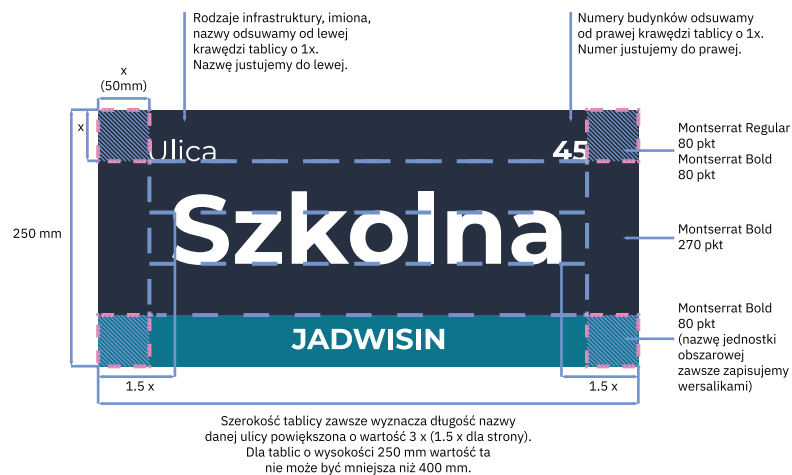 Rodzaje infrastruktury, imiona,
nazwy odsuwamy od lewej
krawędzi tablicy o 1x.
Nazwę justujemy do lewej.
Numery budynków odsuwamy
od prawej krawędzi tablicy o 1x.
Numer justujemy do prawej.
x
(50mm)
x
250 mm
Ulica
45
Szkolna
JADWISIN
Montserrat Regular
80 pkt
Montserrat Bold
80 pkt
Montserrat Bold
270 pkt
Montserrat Bold
80 pkt
(nazwę jednostki
obszarowej
zawsze zapisujemy
wersalikami)
1.5 x
1.5 x
Szerokość tablicy zawsze wyznacza długość nazwy
danej ulicy powiększona o wartość 3 x (1.5 x dla strony).
Dla tablic o wysokości 250 mm wartość ta
nie może być mniejsza niż 400 mm.